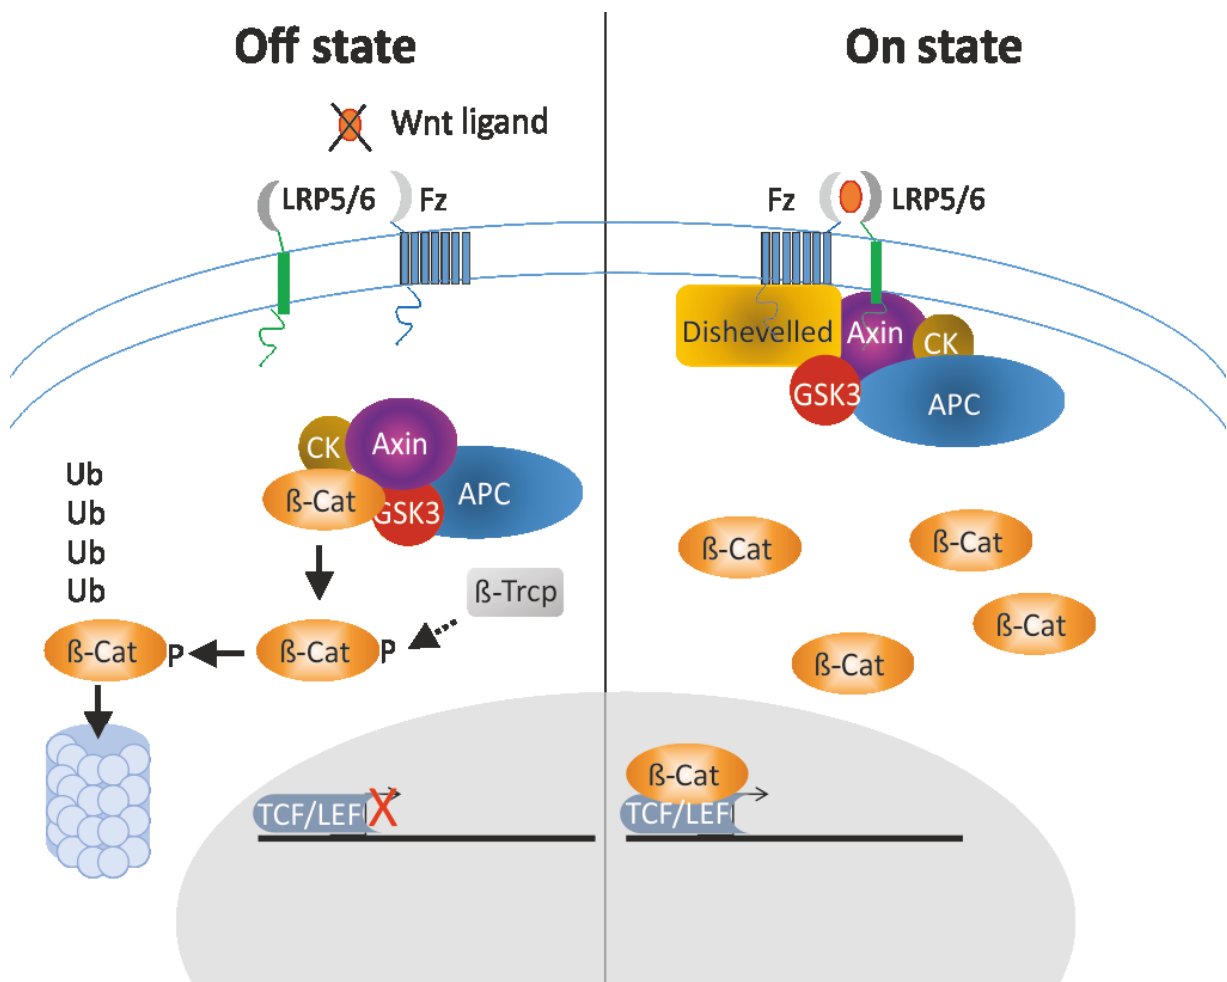 Off state
On state
Wnt ligand
LRP5/6
Fz
Fz
LRP5/6
Dishevelled
Axin
CK
GSK3
APC
CK
Axin
ß-Cat
GSK3
APC
Ub
Ub
Ub
Ub
ß-Trcp
ß-Cat
P
ß-Cat
P
ß-Cat
ß-Cat
ß-Cat
ß-Cat
TCF/LEF
X
ß-Cat
TCF/LEF